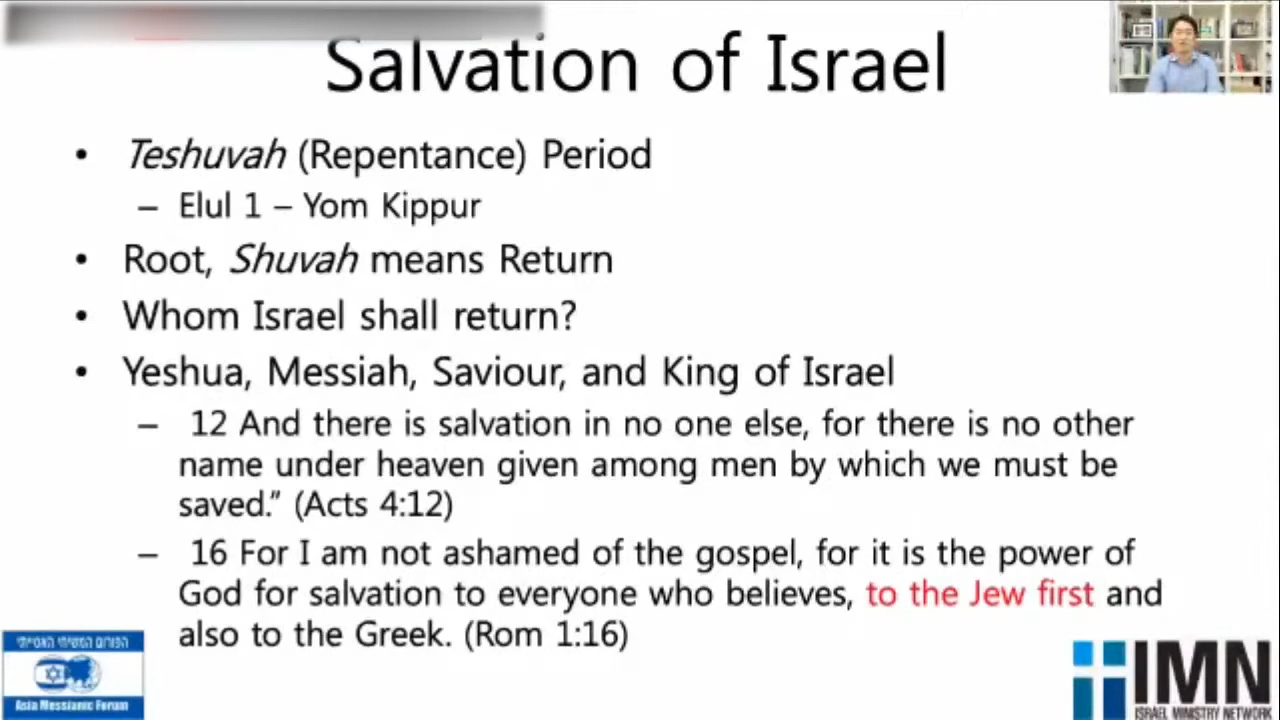 Salvation of Israel
• Teshuvah (Repentance) Period
– Elul 1 – Yom Kippur
• Root, Shuvah means Return
• Whom Israel shall return?
• Yeshua, Messiah, Saviour, and King of Israel
– 12 And there is salvation in no one else, for there is no other
name under heaven given among men by which we must be
saved.” (Acts 4:12)
– 16 For I am not ashamed of the gospel, for it is the power of
God for salvation to everyone who believes, to the Jew first and
also to the Greek. (Rom 1:16)
הפורום המשיחי האסייתי
Asia Messianic Forum
IMN
ISRAEL MINISTRY NETWORK